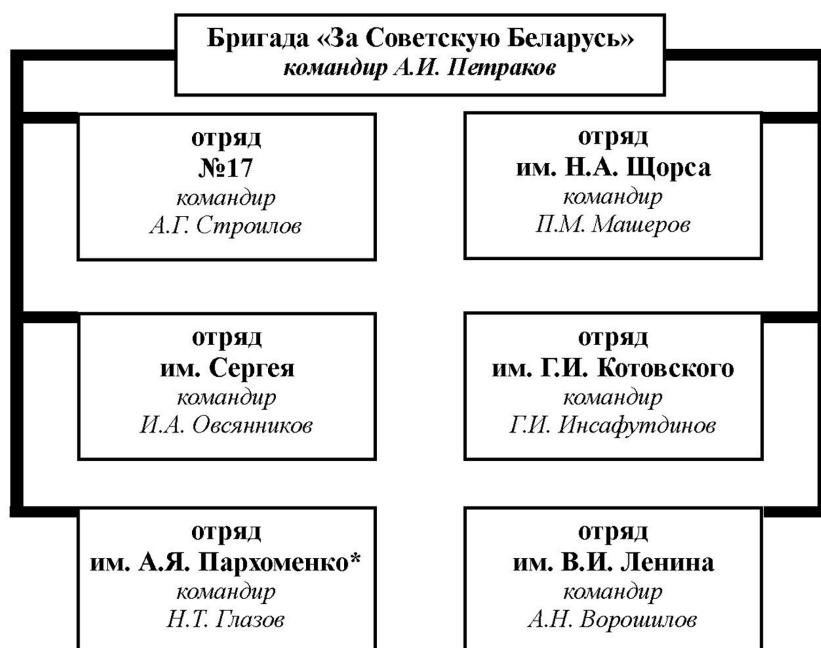 Бригада «За Советскую Беларусь»
командир А.И. Петраков
отряд
№17
командир
А.Г. Строилов
отряд
им. Н.А. Щорса
командир
П.М. Машеров
отряд
им. Сергея
командир
И.А. Овсянников
отряд
им. Г.И. Котовского
командир
Г.И. Инсафутдинов
отряд
им. А.Я. Пархоменко*
командир
Н.Т. Глазов
отряд
им. В.И. Ленина
командир
А.Н. Ворошилов